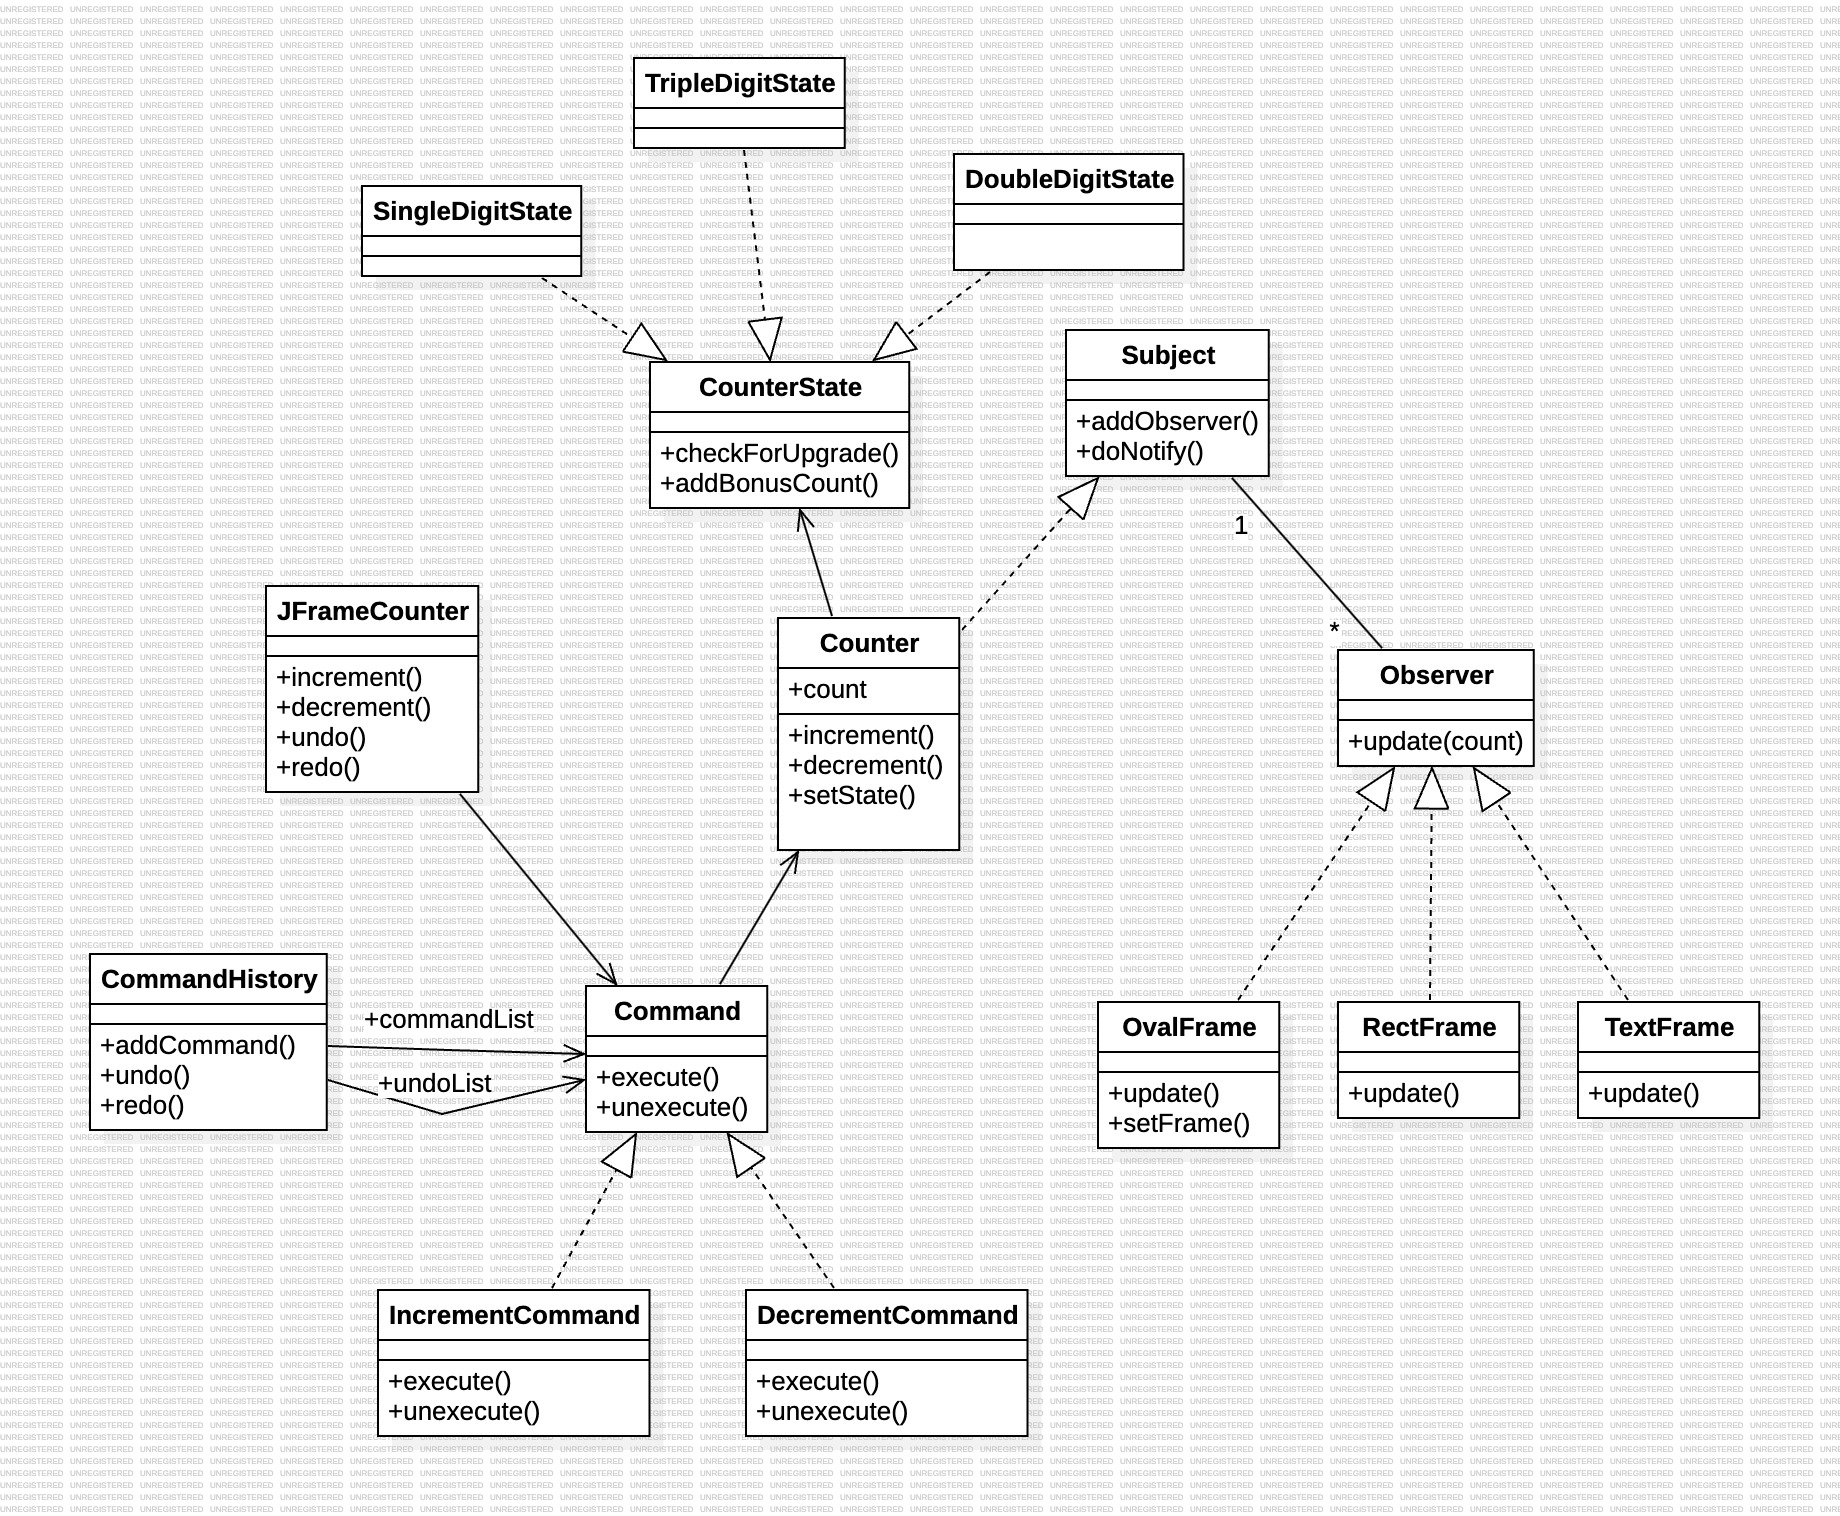 TripleDigitState
DoubleDigitState
SingleDigitState
Subject
+addObserver()
+doNotify()
CounterState
+checkForUpgrade()
+addBonusCount()
1
JFrameCounter
+increment()
+decrement()
+undo()
+redo()
Counter
+count
+increment()
+decrement()
+setState()
*
Observer
+update(count)
CommandHistory
+addCommand()
+undo()
+redo()
+commandList
+undoList
Command
+execute()
+unexecute()
OvalFrame
+update()
+setFrame()
RectFrame
+update()
TextFrame
+update()
IncrementCommand
+execute()
+unexecute()
DecrementCommand
+execute()
+unexecute()
UNREGISTERED